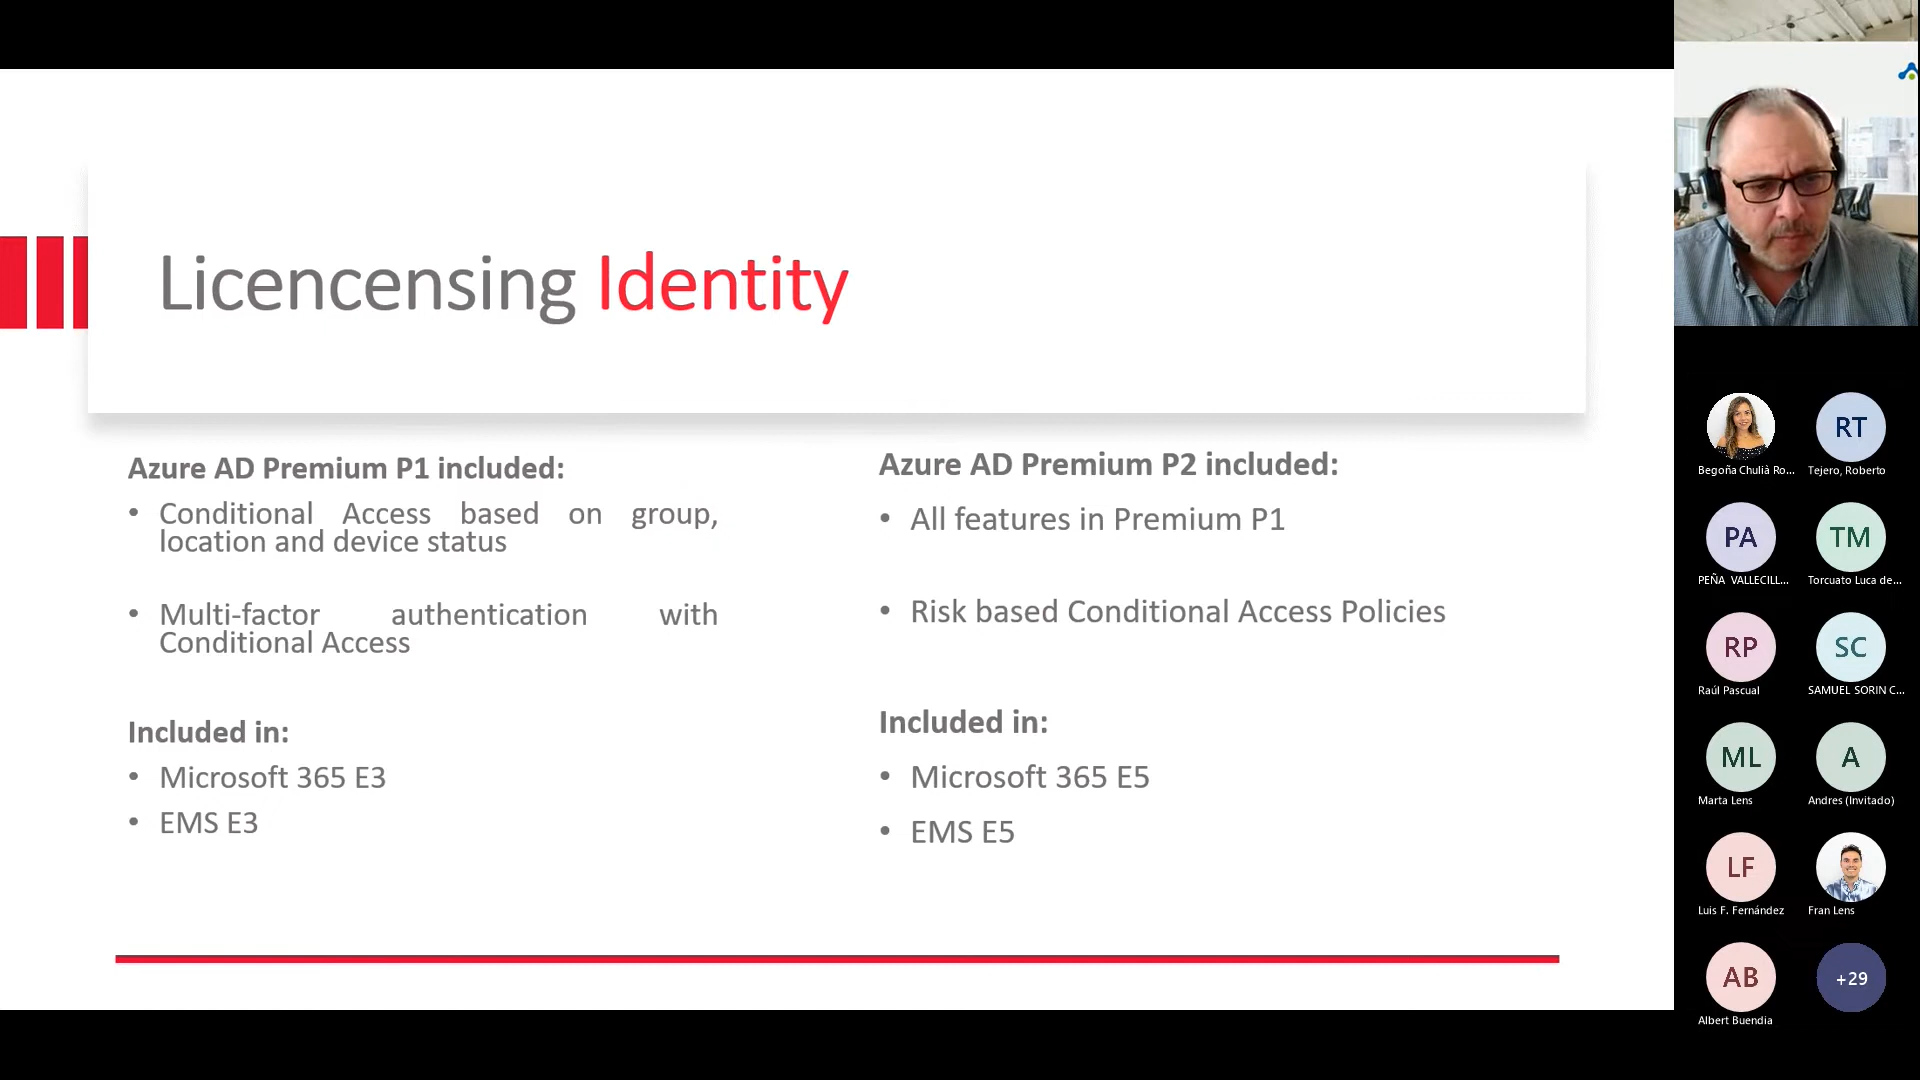 Licencensing Identity
Azure AD Premium P1 included:
• Conditional Access based on group,
location and device status
• Multi-factor authentication with
Conditional Access
Included in:
• Microsoft 365 E3
• EMS E3
Azure AD Premium P2 included:
• All features in Premium P1
• Risk based Conditional Access Policies
Included in:
• Microsoft 365 E5
• EMS E5
RT
Begoña Chulià Ro...
Tejero, Roberto
PA
TM
PEÑA VALLECILL...
Torcuato Luca de...
RP
SC
Raúl Pascual
SAMUEL SORIN C...
ML
A
Marta Lens
Andres (Invitado)
LF
Luis F. Fernández
Fran Lens
AB
+29
Albert Buendia